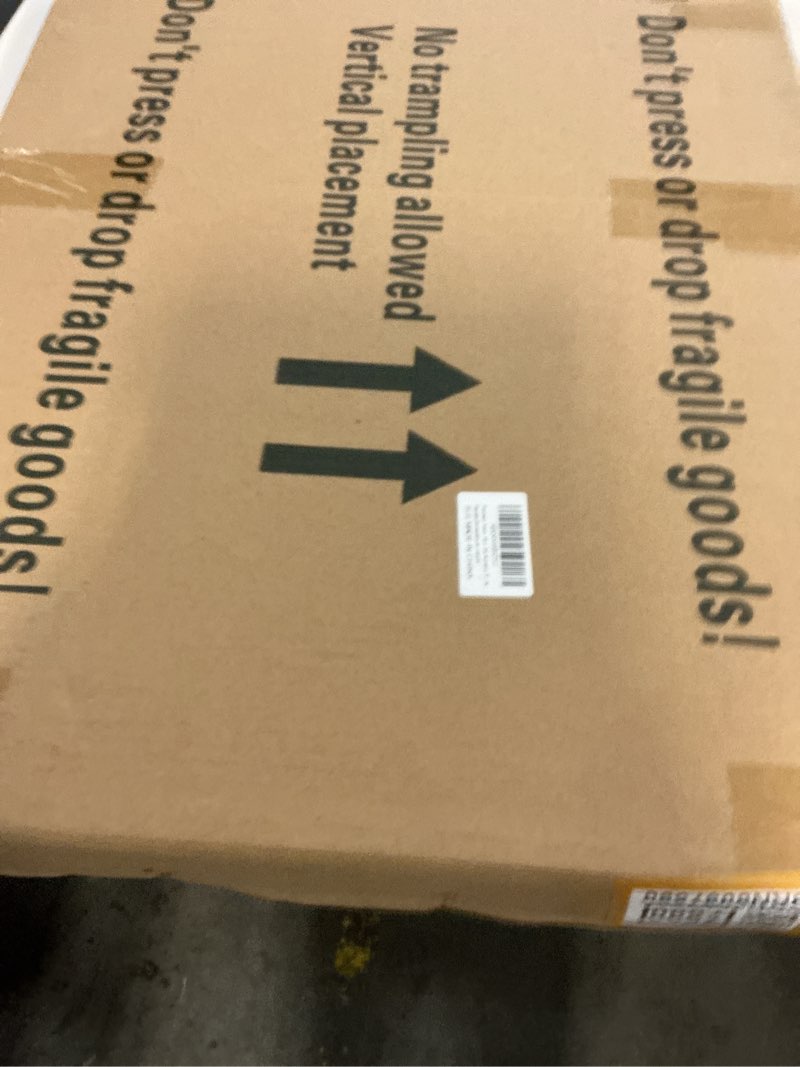 Don't press or drop fragile goods!
No trampling allowed
Vertical placement
Don't press or drop fragile goods!
MADE IN CHINA